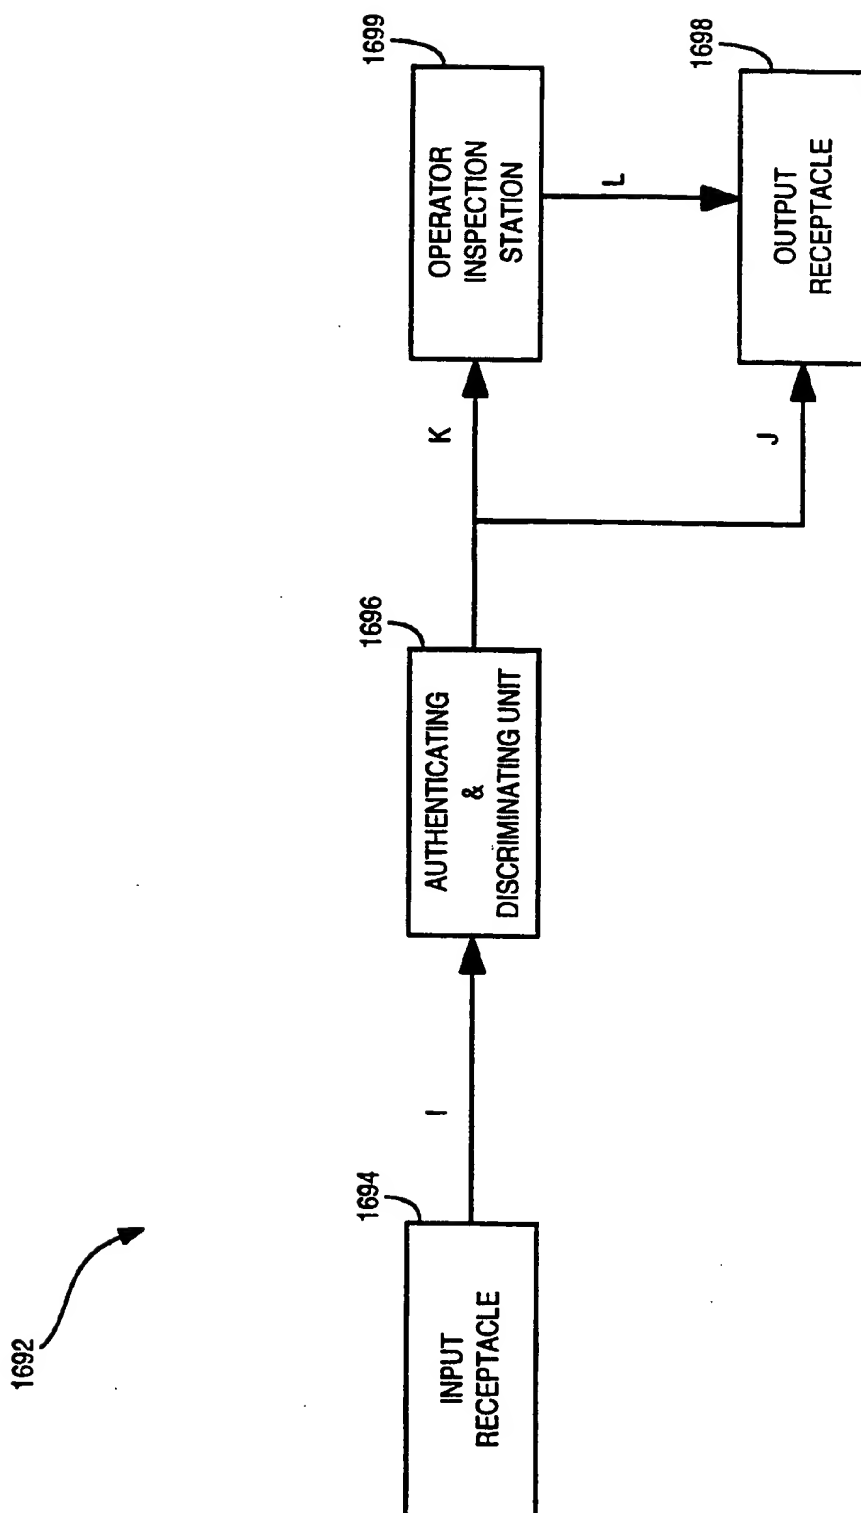 1692
1694
INPUT
RECEPTACLE
I
1696
AUTHENTICATING
&
DISCRIMINATING UNIT
K
J
1699
OPERATOR
INSPECTION
STATION
L
1698
OUTPUT
RECEPTACLE